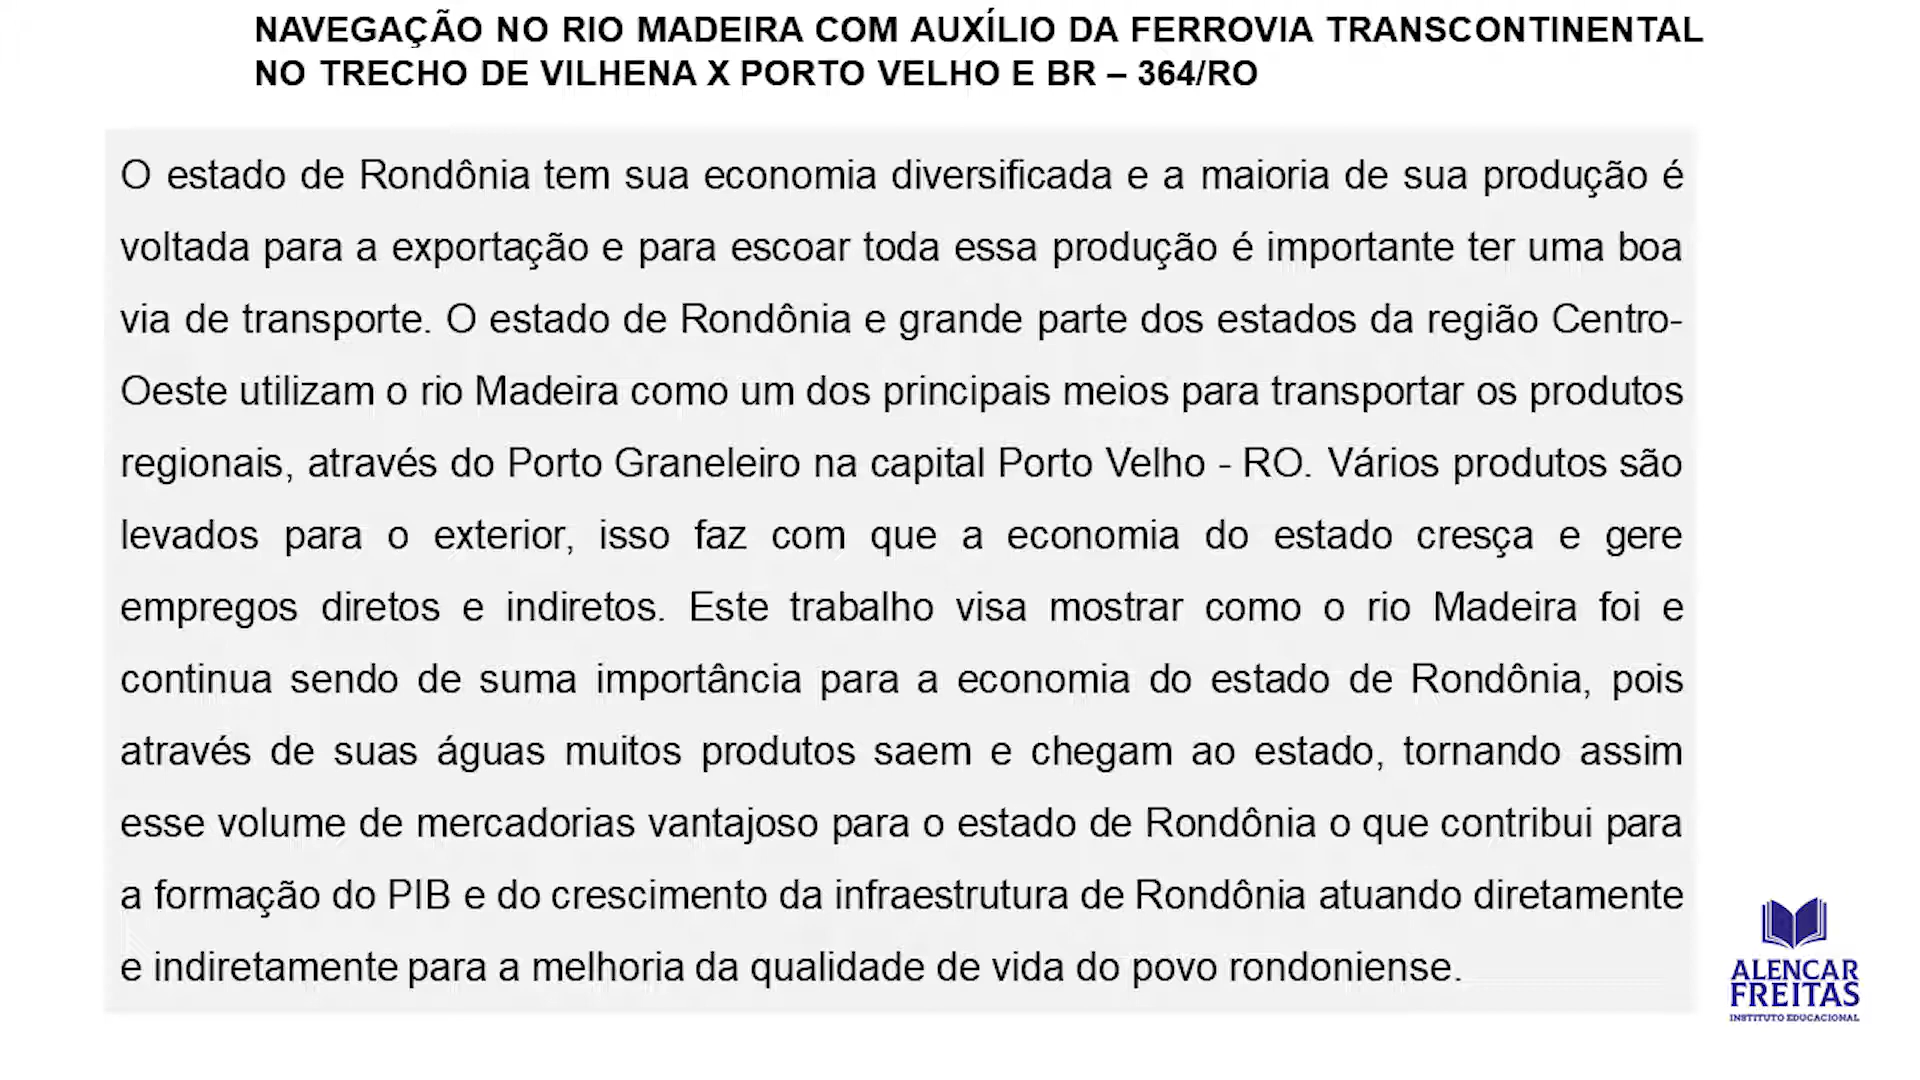 NAVEGAÇÃO NO RIO MADEIRA COM AUXÍLIO DA FERROVIA TRANSCONTINENTAL
NO TRECHO DE VILHENA X PORTO VELHO E BR – 364/RO
O estado de Rondônia tem sua economia diversificada e a maioria de sua produção é
voltada para a exportação e para escoar toda essa produção é importante ter uma boa
via de transporte. O estado de Rondônia e grande parte dos estados da região Centro-
Oeste utilizam o rio Madeira como um dos principais meios para transportar os produtos
regionais, através do Porto Graneleiro na capital Porto Velho - RO. Vários produtos são
levados para o exterior, isso faz com que a economia do estado cresça e gere
empregos diretos e indiretos. Este trabalho visa mostrar como o rio Madeira foi e
continua sendo de suma importância para a economia do estado de Rondônia, pois
através de suas águas muitos produtos saem e chegam ao estado, tornando assim
esse volume de mercadorias vantajoso para o estado de Rondônia o que contribui para
a formação do PIB e do crescimento da infraestrutura de Rondônia atuando diretamente
e indiretamente para a melhoria da qualidade de vida do povo rondoniense.
ALENCAR
FREITAS
INSTITUTO EDUCACIONAL